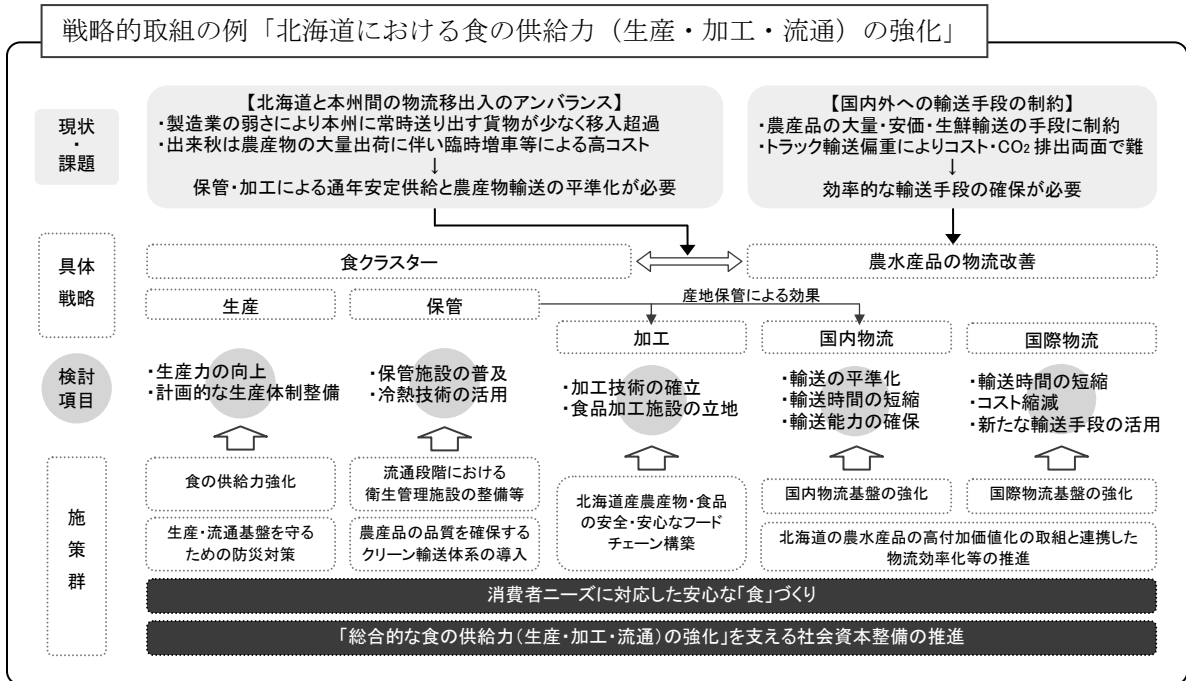 戦略的取組の例「北海道における食の供給力(生産・加工・流通)の強化」
現状
・
課題
【北海道と本州間の物流移出入のアンバランス】
・製造業の弱さにより本州に常時送り出す貨物が少なく移入超過
・出来秋は農産物の大量出荷に伴い臨時増車等による高コスト
↓
保管・加工による通年安定供給と農産物輸送の平準化が必要
【国内外への輸送手段の制約】
・農産品の大量・安価・生鮮輸送の手段に制約
・トラック輸送偏重によりコスト・CO₂排出両面で難
↓
効率的な輸送手段の確保が必要
具体
戦略
食クラスター
農水産品の物流改善
生産
保管
産地保管による効果
加工
国内物流
国際物流
検討
項目
・生産力の向上
・計画的な生産体制整備
・保管施設の普及
・冷熱技術の活用
・加工技術の確立
・食品加工施設の立地
・輸送の平準化
・輸送時間の短縮
・輸送能力の確保
・輸送時間の短縮
・コスト縮減
・新たな輸送手段の活用
施
策
群
食の供給力強化
生産・流通基盤を守る
ための防災対策
流通段階における
衛生管理施設の整備等
農産品の品質を確保する
クリーン輸送体系の導入
北海道産農産物・食品
の安全・安心なフード
チェーン構築
国内物流基盤の強化
国際物流基盤の強化
北海道の農水産品の高付加価値化の取組と連携した
物流効率化等の推進
消費者ニーズに対応した安心な「食」づくり
「総合的な食の供給力(生産・加工・流通)の強化」を支える社会資本整備の推進